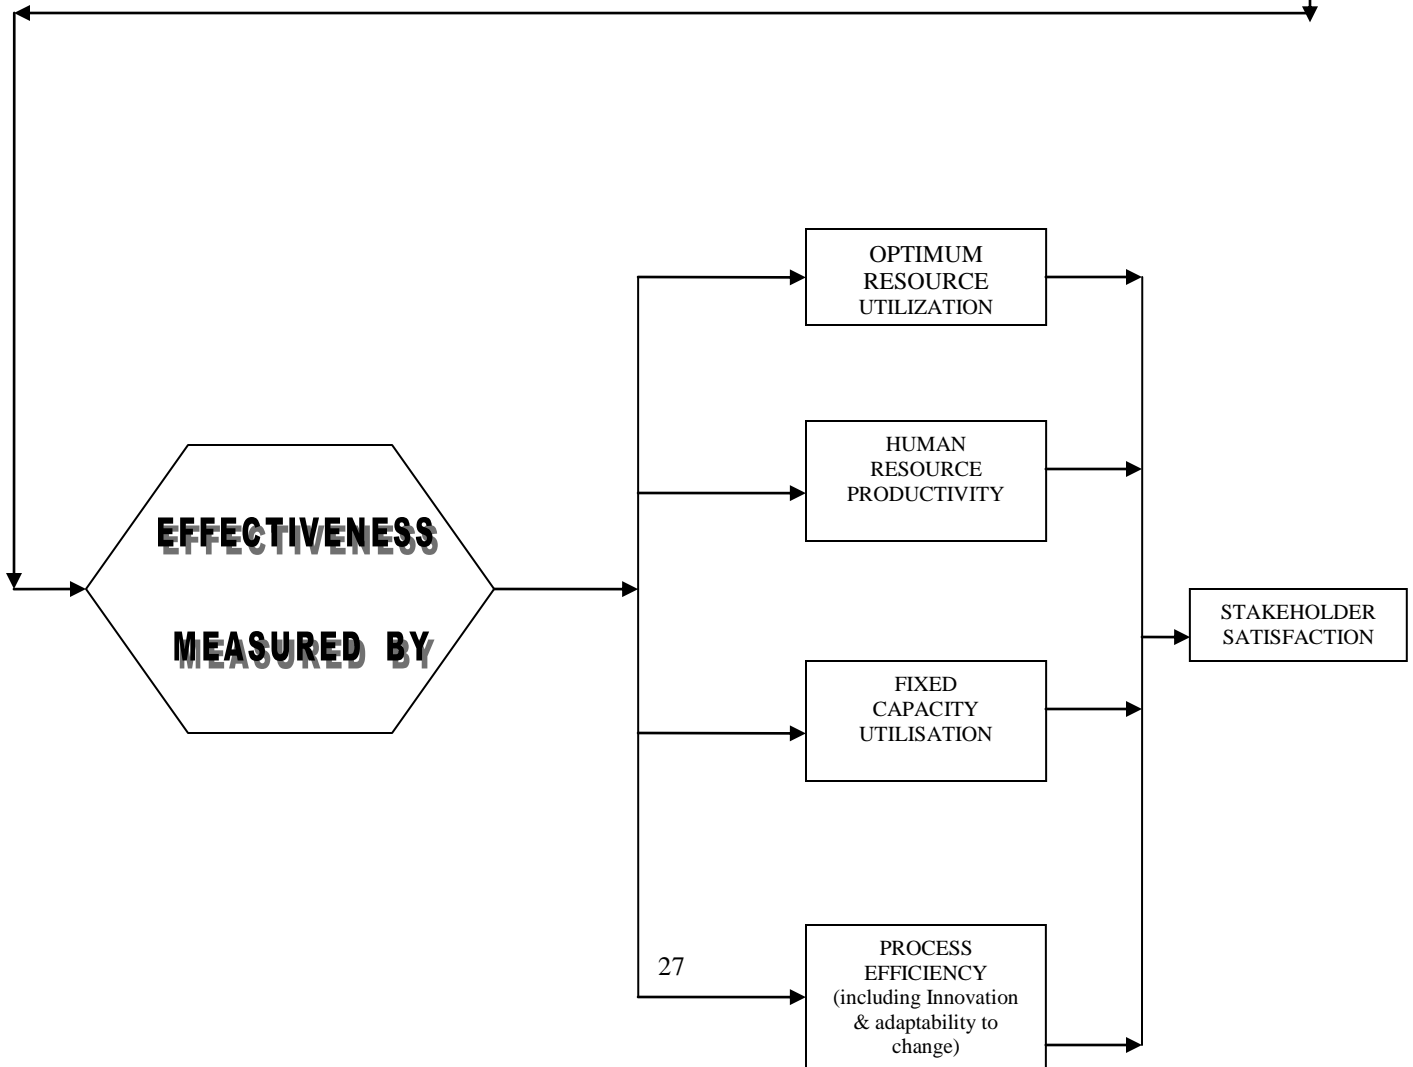 OPTIMUM
RESOURCE
UTILIZATION
HUMAN
RESOURCE
PRODUCTIVITY
EFFECTIVENESS
MEASURED BY
STAKEHOLDER
SATISFACTION
FIXED
CAPACITY
UTILISATION
27
PROCESS
EFFICIENCY
(including Innovation
& adaptability to
change)